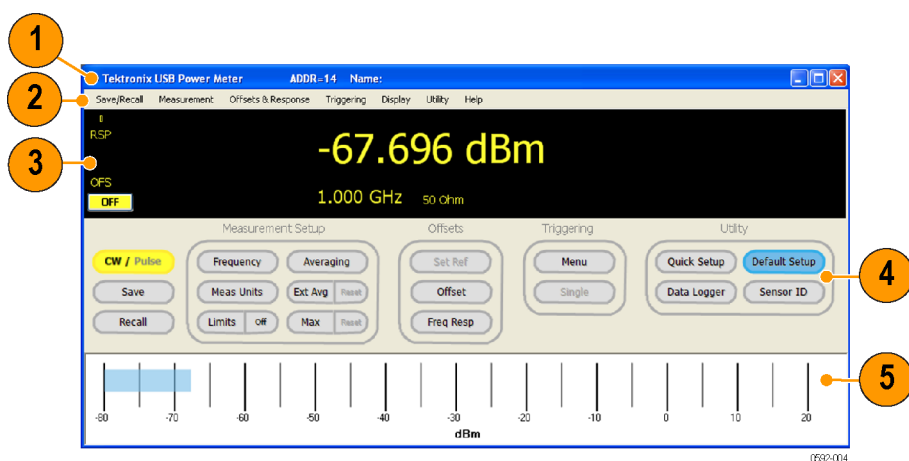 1
Tektronix USB Power Meter ADDR=14 Name:
2
Save/Recall Measurement Offsets & Response Triggering Display Utility Help
RSP
-67.696 dBm
3
OFS
OFF
1.000 GHz 50 Ohm
Measurement Setup Offsets Triggering Utility
CW / Pulse Frequency Averaging Set Ref Menu Quick Setup Default Setup
4
Save Meas Units Ext Avg Reset Offset Single Data Logger Sensor ID
Recall Limits Off Max Reset Freq Resp
5
-80 -70 -60 -50 -40 -30 -20 -10 0 10 20
dBm
0592-004